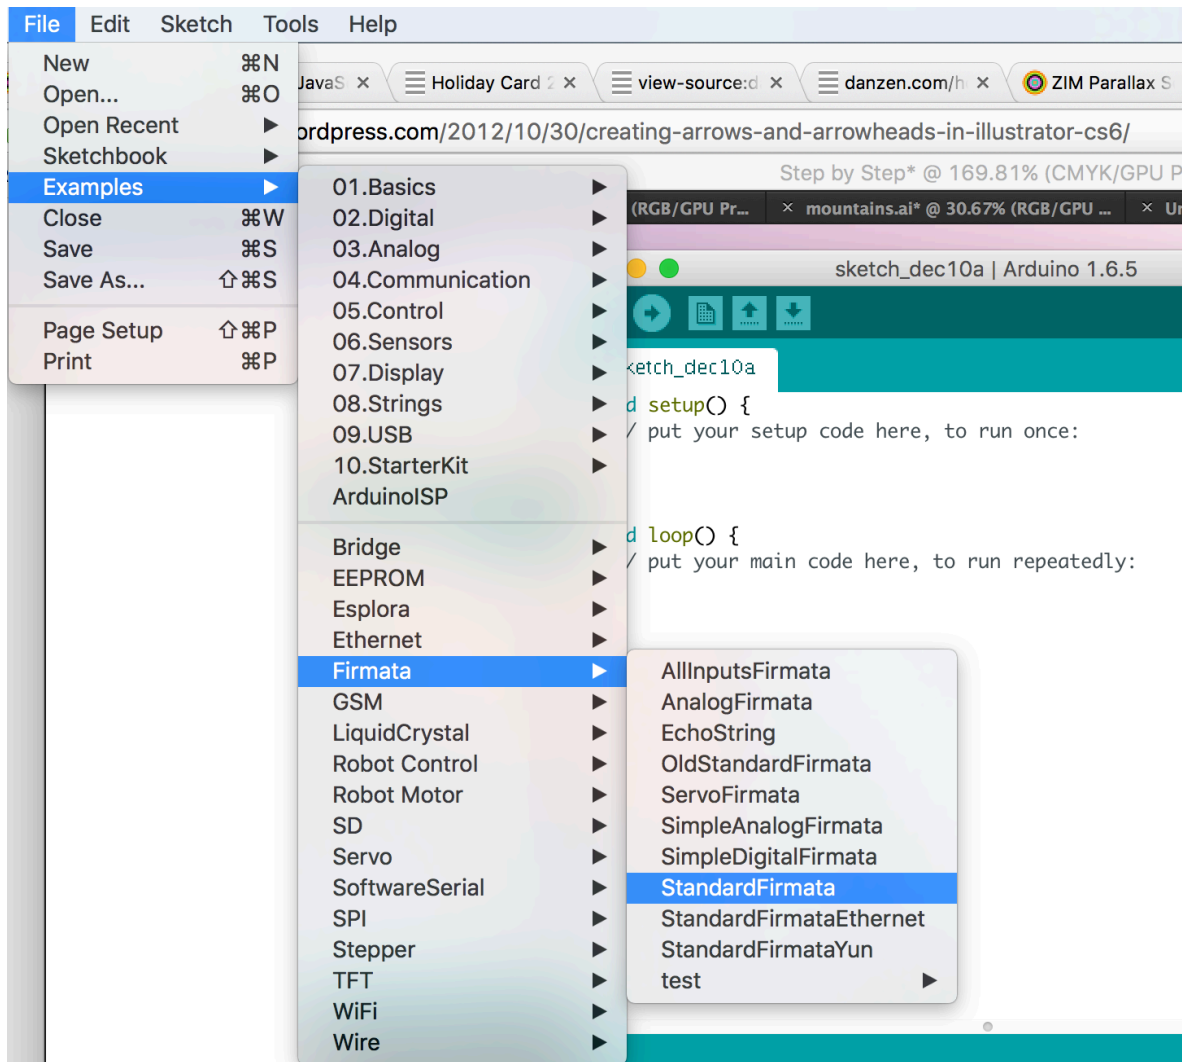 File Edit Sketch Tools Help
New ⌘N
Open... ⌘O
Open Recent ▶
Sketchbook ▶
Examples ▶
Close ⌘W
Save ⌘S
Save As... ⇧⌘S
Page Setup ⇧⌘P
Print ⌘P
JavaS × Holiday Card 2 × view-source:d × danzen.com/h × ZIM Parallax S
ordpress.com/2012/10/30/creating-arrows-and-arrowheads-in-illustrator-cs6/
Step by Step* @ 169.81% (CMYK/GPU P
(RGB/GPU Pr... × mountains.ai* @ 30.67% (RGB/GPU ... × Un
01.Basics ▶
02.Digital ▶
03.Analog ▶
04.Communication ▶
05.Control ▶
06.Sensors ▶
07.Display ▶
08.Strings ▶
09.USB ▶
10.StarterKit ▶
ArduinoISP
Bridge ▶
EEPROM ▶
Esplora ▶
Ethernet ▶
Firmata ▶
GSM ▶
LiquidCrystal ▶
Robot Control ▶
Robot Motor ▶
SD ▶
Servo ▶
SoftwareSerial ▶
SPI ▶
Stepper ▶
TFT ▶
WiFi ▶
Wire ▶
sketch_dec10a | Arduino 1.6.5
ketch_dec10a
d setup() {
/ put your setup code here, to run once:
d loop() {
/ put your main code here, to run repeatedly:
AllInputsFirmata
AnalogFirmata
EchoString
OldStandardFirmata
ServoFirmata
SimpleAnalogFirmata
SimpleDigitalFirmata
StandardFirmata
StandardFirmataEthernet
StandardFirmataYun
test ▶